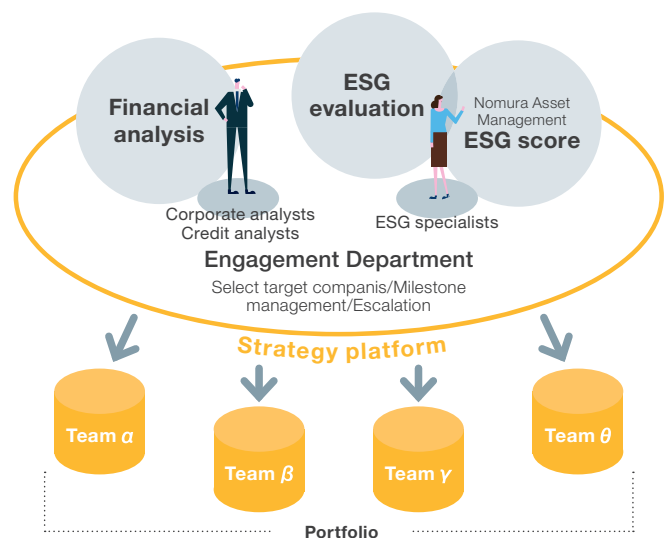 Financial
analysis
ESG
evaluation
Nomura Asset
Management
ESG score
Corporate analysts
Credit analysts
ESG specialists
Engagement Department
Select target companis/Milestone
management/Escalation
Strategy platform
Team α
Team β
Team γ
Team θ
Portfolio